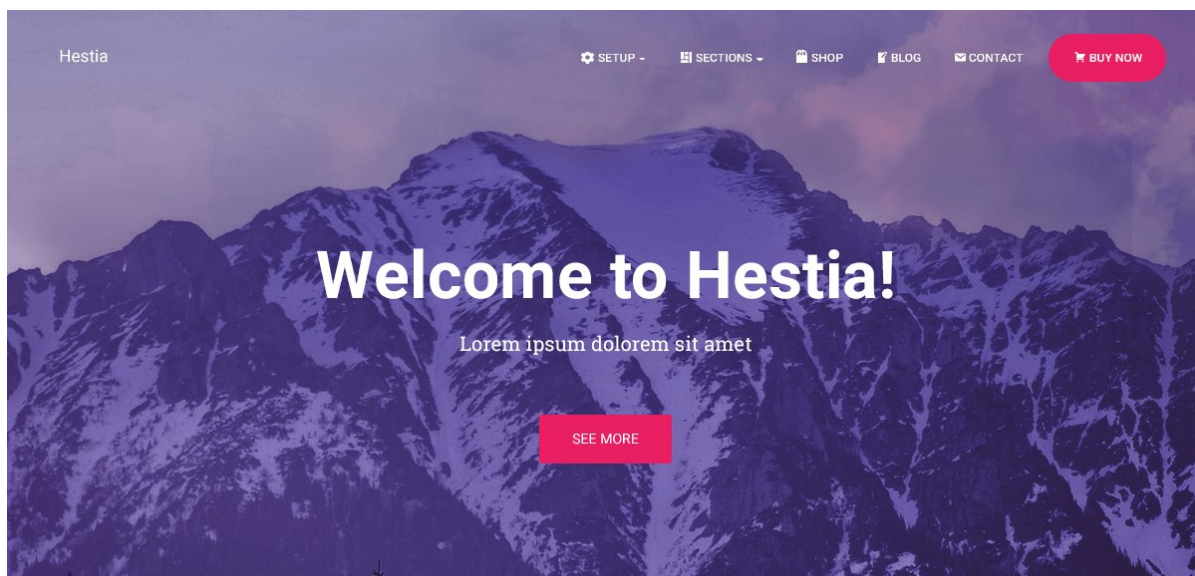 Hestia
SETUP
SECTIONS
SHOP
BLOG
CONTACT
BUY NOW
Welcome to Hestia!
Lorem ipsum dolorem sit amet
SEE MORE